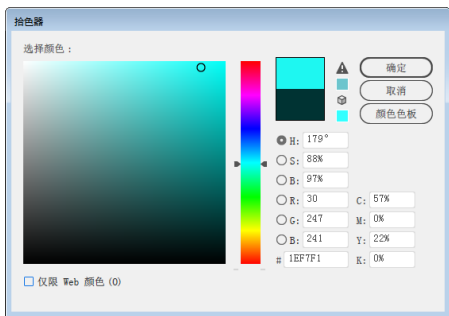 拾色器
选择颜色：
确定
取消
颜色色板
H: 179°
S: 88%
B: 97%
R: 30 C: 57%
G: 247 M: 0%
B: 241 Y: 22%
# 1EF7F1 K: 0%
仅限 Web 颜色 (O)